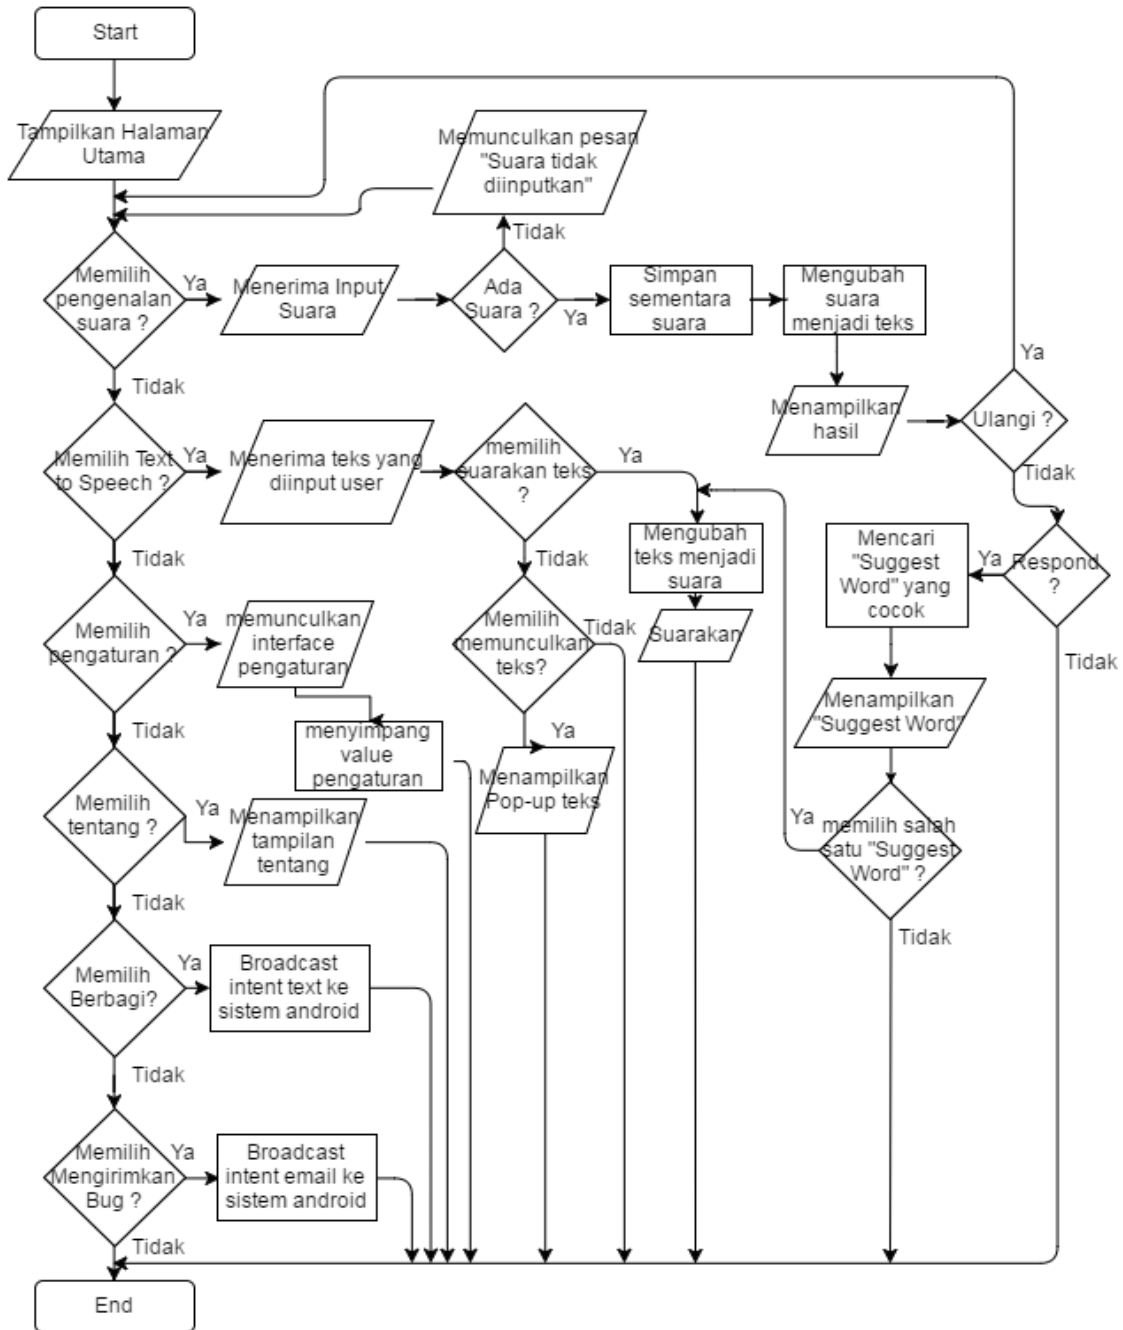 Start
Tampilkan Halaman
Utama
Memunculkan pesan
"Suara tidak
diinputkan"
Tidak
Memilih
pengenalan
suara ?
Ya
Menerima Input
Suara
Ada
Suara ?
Ya
Simpan
sementara
suara
Mengubah
suara
menjadi teks
Ya
Tidak
Menampilkan
hasil
Ulangi ?
Tidak
Memilih Text
to Speech ?
Ya
Menerima teks yang
diinput user
memilih
suarakan teks
?
Ya
Mengubah
teks menjadi
suara
Mencari
"Suggest
Word" yang
cocok
Ya
Respond
?
Tidak
Tidak
Memilih
pengaturan ?
Ya
memunculkan
interface
pengaturan
Memilih
memunculkan
teks?
Tidak
Suarakan
Tidak
Menampilkan
"Suggest Word"
Tidak
menyimpang
value
pengaturan
Ya
Menampilkan
Pop-up teks
Memilih
tentang ?
Ya
Menampilkan
tampilan
tentang
Ya
memilih salah
satu "Suggest
Word" ?
Tidak
Tidak
Memilih
Berbagi?
Ya
Broadcast
intent text ke
sistem android
Tidak
Memilih
Mengirimkan
Bug ?
Ya
Broadcast
intent email ke
sistem android
Tidak
End